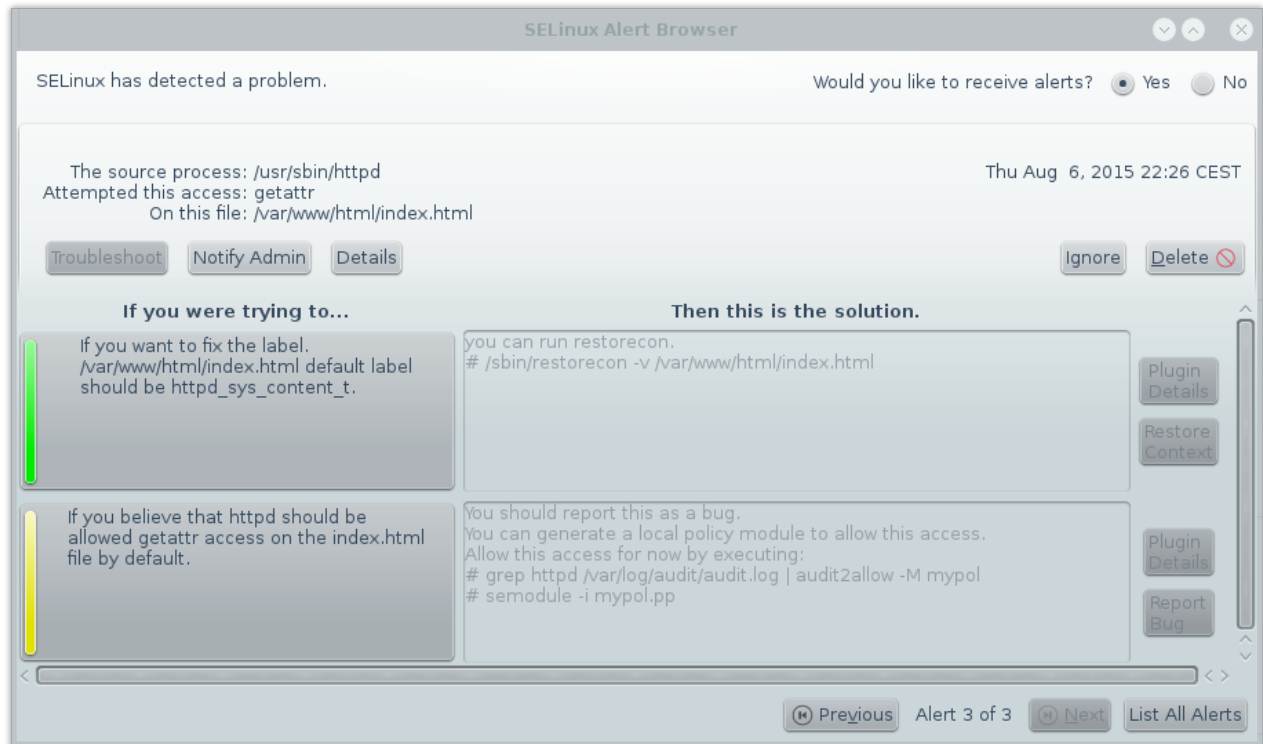 SELinux Alert Browser
SELinux has detected a problem.
Would you like to receive alerts? Yes No
The source process: /usr/sbin/httpd
Thu Aug 6, 2015 22:26 CEST
Attempted this access: getattr
On this file: /var/www/html/index.html
Troubleshoot Notify Admin Details Ignore Delete
If you were trying to...
Then this is the solution.
If you want to fix the label.
/var/www/html/index.html default label
should be httpd_sys_content_t.
you can run restorecon.
# /sbin/restorecon -v /var/www/html/index.html
Plugin
Details
Restore
Context
If you believe that httpd should be
allowed getattr access on the index.html
file by default.
You should report this as a bug.
You can generate a local policy module to allow this access.
Allow this access for now by executing:
# grep httpd /var/log/audit/audit.log | audit2allow -M mypol
# semodule -i mypol.pp
Plugin
Details
Report
Bug
Previous Alert 3 of 3 Next List All Alerts